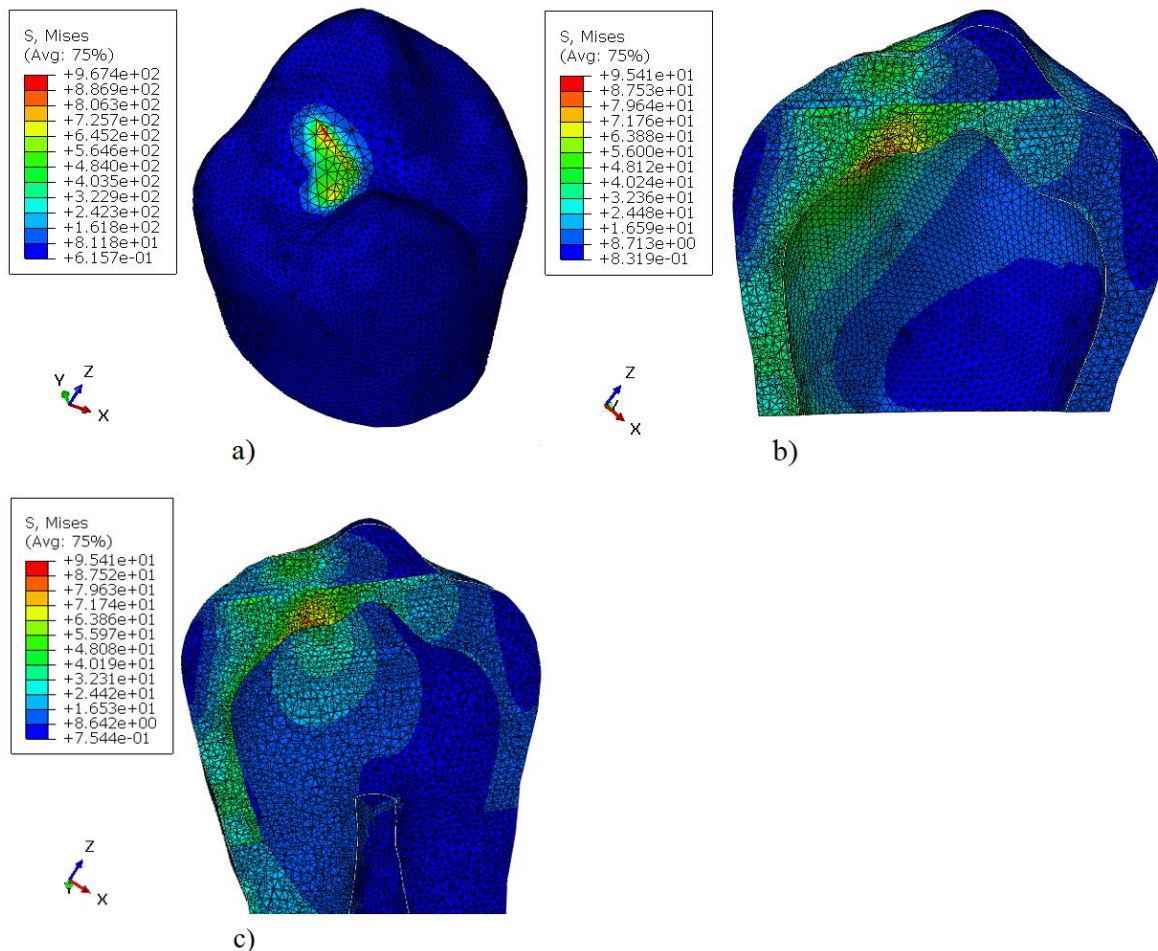 S, Mises
(Avg: 75%)
+9.674e+02
+8.869e+02
+8.063e+02
+7.257e+02
+6.452e+02
+5.646e+02
+4.840e+02
+4.035e+02
+3.229e+02
+2.423e+02
+1.618e+02
+8.118e+01
+6.157e-01
Y
Z
X
a)
S, Mises
(Avg: 75%)
+9.541e+01
+8.753e+01
+7.964e+01
+7.176e+01
+6.388e+01
+5.600e+01
+4.812e+01
+4.024e+01
+3.236e+01
+2.448e+01
+1.659e+01
+8.713e+00
+8.319e-01
Z
X
b)
S, Mises
(Avg: 75%)
+9.541e+01
+8.752e+01
+7.963e+01
+7.174e+01
+6.386e+01
+5.597e+01
+4.808e+01
+4.019e+01
+3.231e+01
+2.442e+01
+1.653e+01
+8.642e+00
+7.544e-01
Z
X
c)